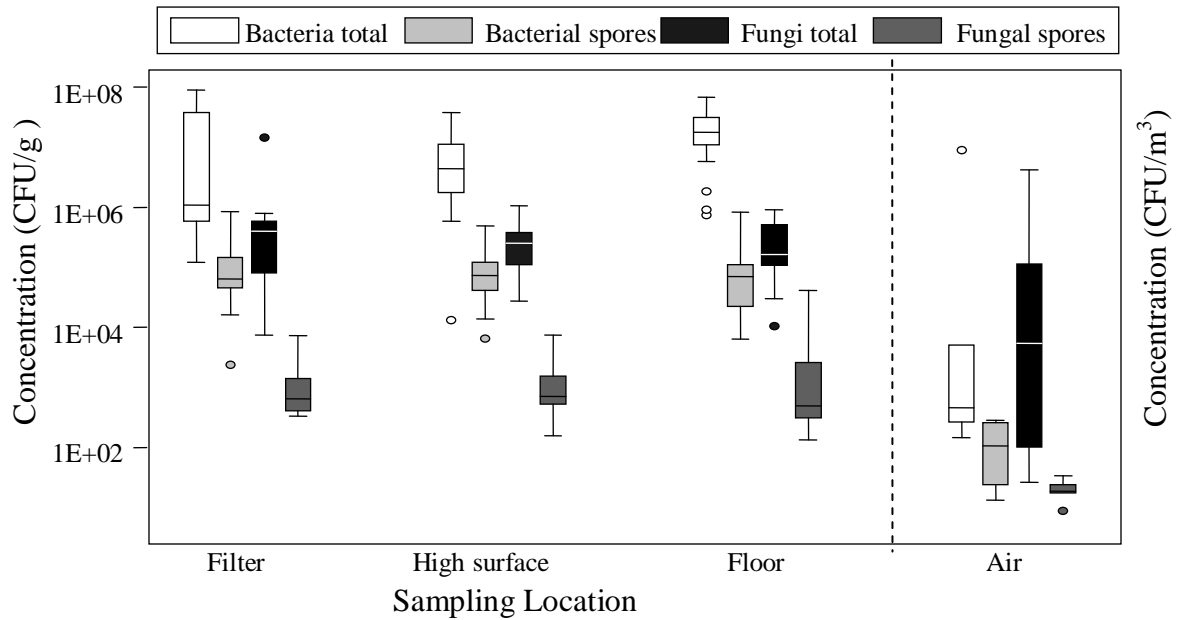 Bacteria total Bacterial spores Fungi total Fungal spores
1E+08
1E+06
1E+04
1E+02
Concentration (CFU/g )
Concentration (CFU/m³)
Filter High surface Floor Air
Sampling Location